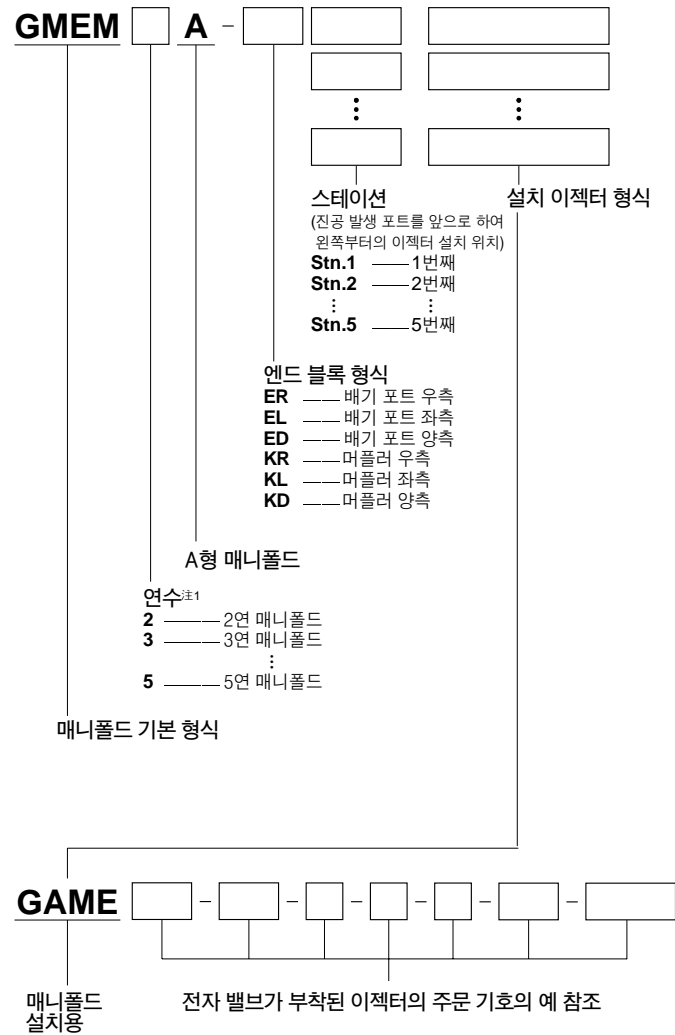 GMEM A -
⋮ ⋮
스테이션
(진공 발생 포트를 앞으로 하여
왼쪽부터의 이젝터 설치 위치)
Stn.1 —— 1번째
Stn.2 —— 2번째
⋮ ⋮
Stn.5 —— 5번째
설치 이젝터 형식
엔드 블록 형식
ER —— 배기 포트 우측
EL —— 배기 포트 좌측
ED —— 배기 포트 양측
KR —— 머플러 우측
KL —— 머플러 좌측
KD —— 머플러 양측
A형 매니폴드
연수注1
2 ——— 2연 매니폴드
3 ——— 3연 매니폴드
⋮
5 ——— 5연 매니폴드
매니폴드 기본 형식
GAME - - - - - -
매니폴드
설치용
전자 밸브가 부착된 이젝터의 주문 기호의 예 참조